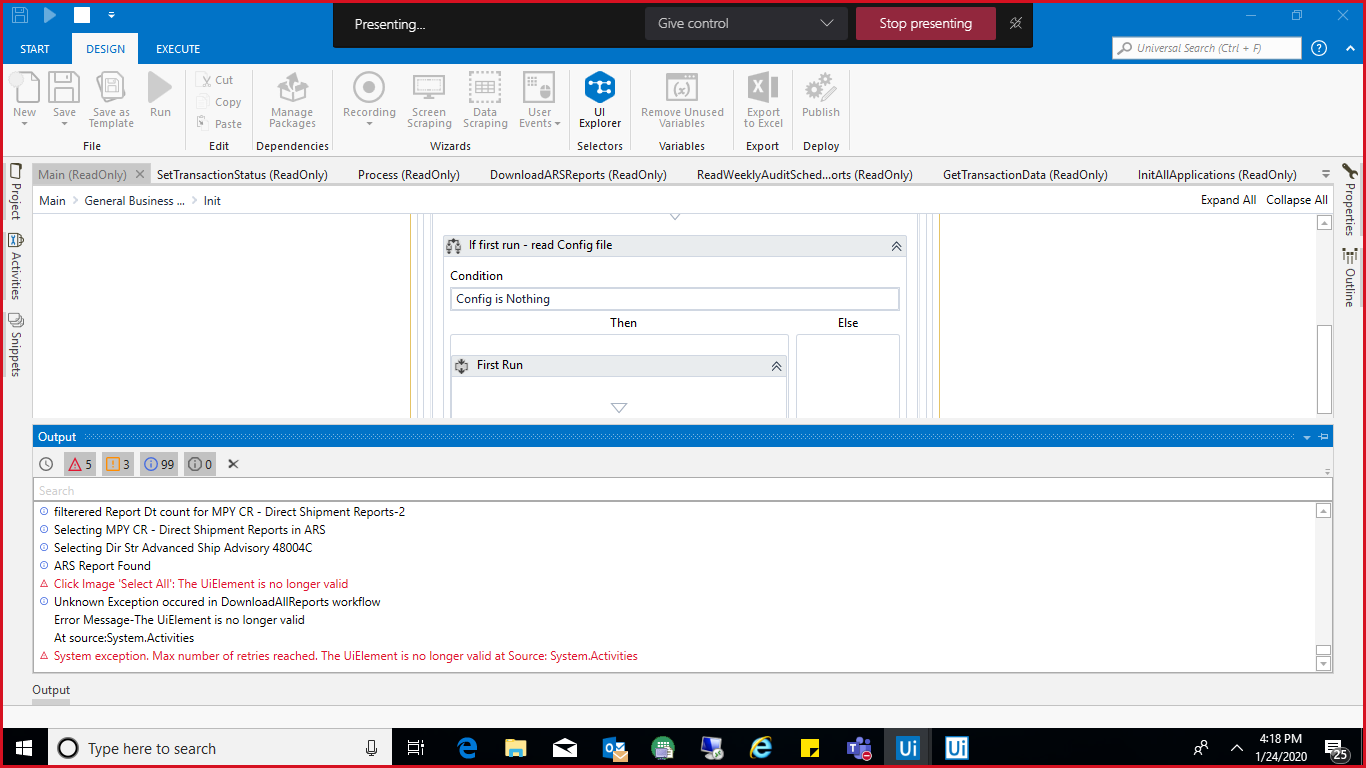 Presenting...
Give control
Stop presenting
START
DESIGN
EXECUTE
Universal Search (Ctrl + F)
?
New
Save
Save as Template
Run
Cut
Copy
Paste
Manage Packages
Recording
Screen Scraping
Data Scraping
User Events
UI Explorer
Remove Unused Variables
Export to Excel
Publish
File
Edit
Dependencies
Wizards
Selectors
Variables
Export
Deploy
Main (ReadOnly)
SetTransactionStatus (ReadOnly)
Process (ReadOnly)
DownloadARSReports (ReadOnly)
ReadWeeklyAuditSched...orts (ReadOnly)
GetTransactionData (ReadOnly)
InitAllApplications (ReadOnly)
Project
Activities
Snippets
Properties
Outline
Main > General Business ... > Init
Expand All
Collapse All
If first run - read Config file
Condition
Config is Nothing
Then
Else
First Run
Output
5
3
99
0
Search
filterered Report Dt count for MPY CR - Direct Shipment Reports-2
Selecting MPY CR - Direct Shipment Reports in ARS
Selecting Dir Str Advanced Ship Advisory 48004C
ARS Report Found
Click Image 'Select All': The UiElement is no longer valid
Unknown Exception occured in DownloadAllReports workflow
Error Message-The UiElement is no longer valid
At source:System.Activities
System exception. Max number of retries reached. The UiElement is no longer valid at Source: System.Activities
Output
Type here to search
Ui
Ui
4:18 PM
1/24/2020
25